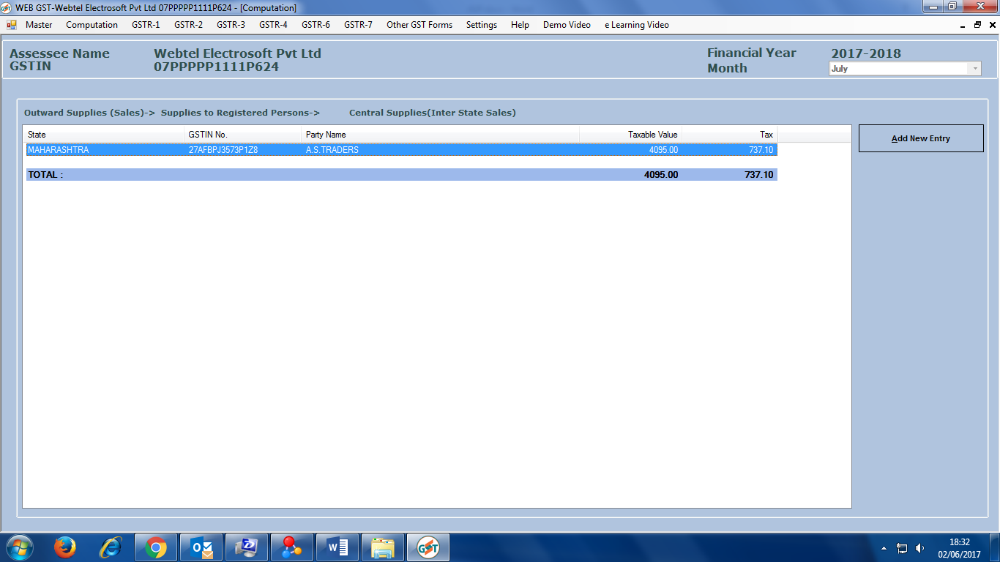 WEB GST-Webtel Electrosoft Pvt Ltd 07PPPPP1111P624 - [Computation]
Master Computation GSTR-1 GSTR-2 GSTR-3 GSTR-4 GSTR-6 GSTR-7 Other GST Forms Settings Help Demo Video e Learning Video
Assessee Name Webtel Electrosoft Pvt Ltd Financial Year 2017-2018
GSTIN 07PPPPP1111P624 Month July
Outward Supplies (Sales)-> Supplies to Registered Persons-> Central Supplies(Inter State Sales)
State GSTIN No. Party Name Taxable Value Tax
Add New Entry
MAHARASHTRA 27AFBPJ3573P1Z8 A.S.TRADERS 4095.00 737.10
TOTAL : 4095.00 737.10
GST
18:32
02/06/2017